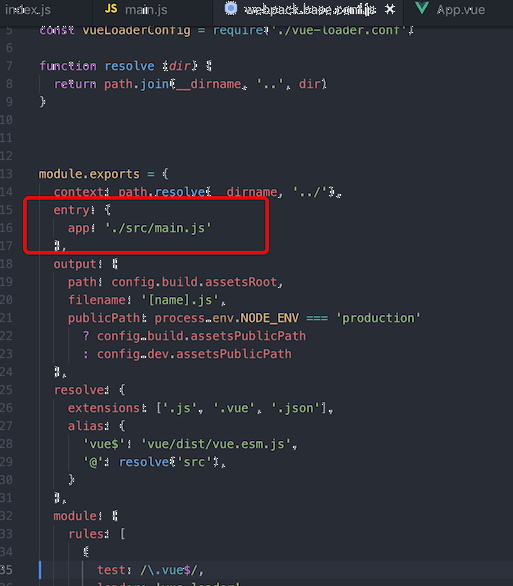 index.js main.js webpack.base.conf.js App.vue
5 const vueLoaderConfig = require('./vue-loader.conf')
6
7 function resolve (dir) {
8 return path.join(__dirname, '..', dir)
9 }
10
11
12
13 module.exports = {
14 context: path.resolve(__dirname, '../'),
15 entry: {
16 app: './src/main.js'
17 },
18 output: {
19 path: config.build.assetsRoot,
20 filename: '[name].js',
21 publicPath: process.env.NODE_ENV === 'production'
22 ? config.build.assetsPublicPath
23 : config.dev.assetsPublicPath
24 },
25 resolve: {
26 extensions: ['.js', '.vue', '.json'],
27 alias: {
28 'vue$': 'vue/dist/vue.esm.js',
29 '@': resolve('src'),
30 }
31 },
32 module: {
33 rules: [
34 {
35 test: /\.vue$/,
loader: 'vue-loader'